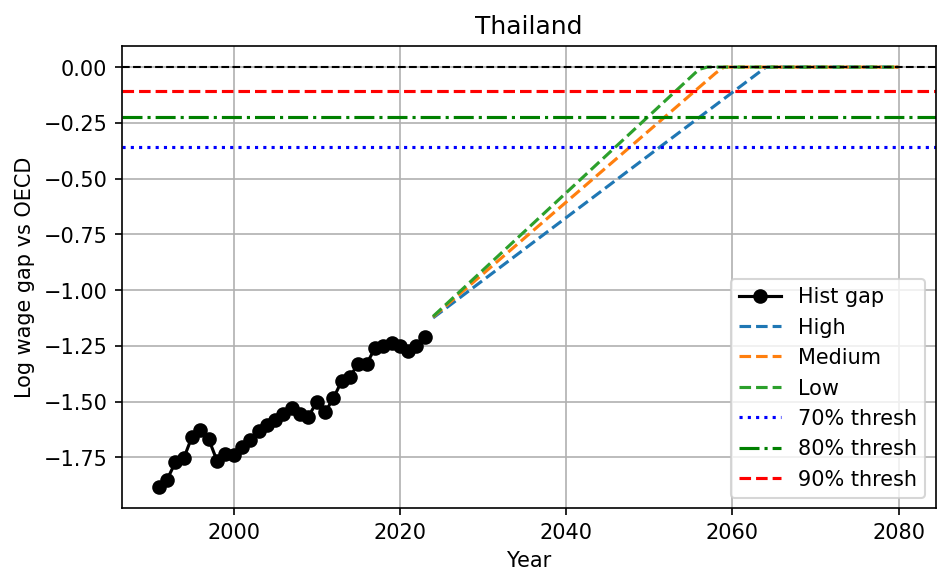 Thailand
Log wage gap vs OECD
0.00
−0.25
−0.50
−0.75
−1.00
−1.25
−1.50
−1.75
Hist gap
High
Medium
Low
70% thresh
80% thresh
90% thresh
2000 2020 2040 2060 2080
Year